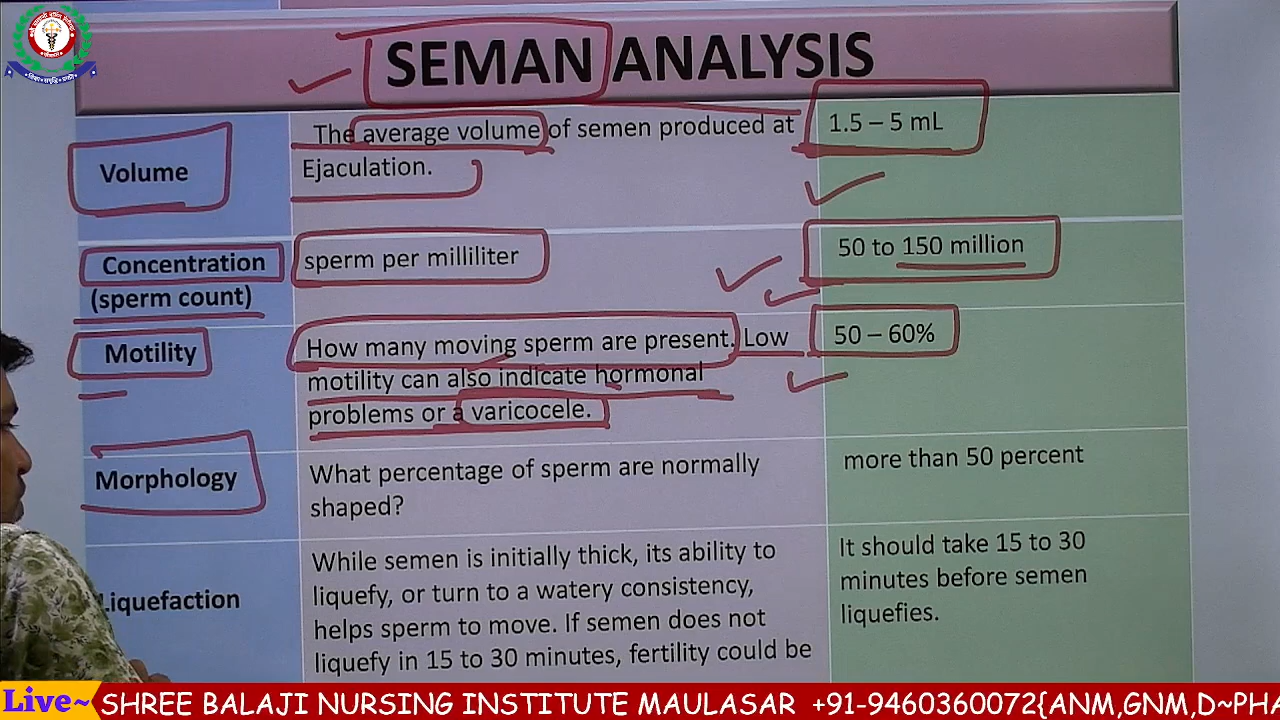 SEMAN ANALYSIS
Volume
The average volume of semen produced at
Ejaculation.
1.5 – 5 mL
Concentration
(sperm count)
sperm per milliliter
50 to 150 million
Motility
How many moving sperm are present. Low
motility can also indicate hormonal
problems or a varicocele.
50 – 60%
Morphology
What percentage of sperm are normally
shaped?
more than 50 percent
Liquefaction
While semen is initially thick, its ability to
liquefy, or turn to a watery consistency,
helps sperm to move. If semen does not
liquefy in 15 to 30 minutes, fertility could be
It should take 15 to 30
minutes before semen
liquefies.
Live~ SHREE BALAJI NURSING INSTITUTE MAULASAR +91-9460360072{ANM,GNM,D~PHA